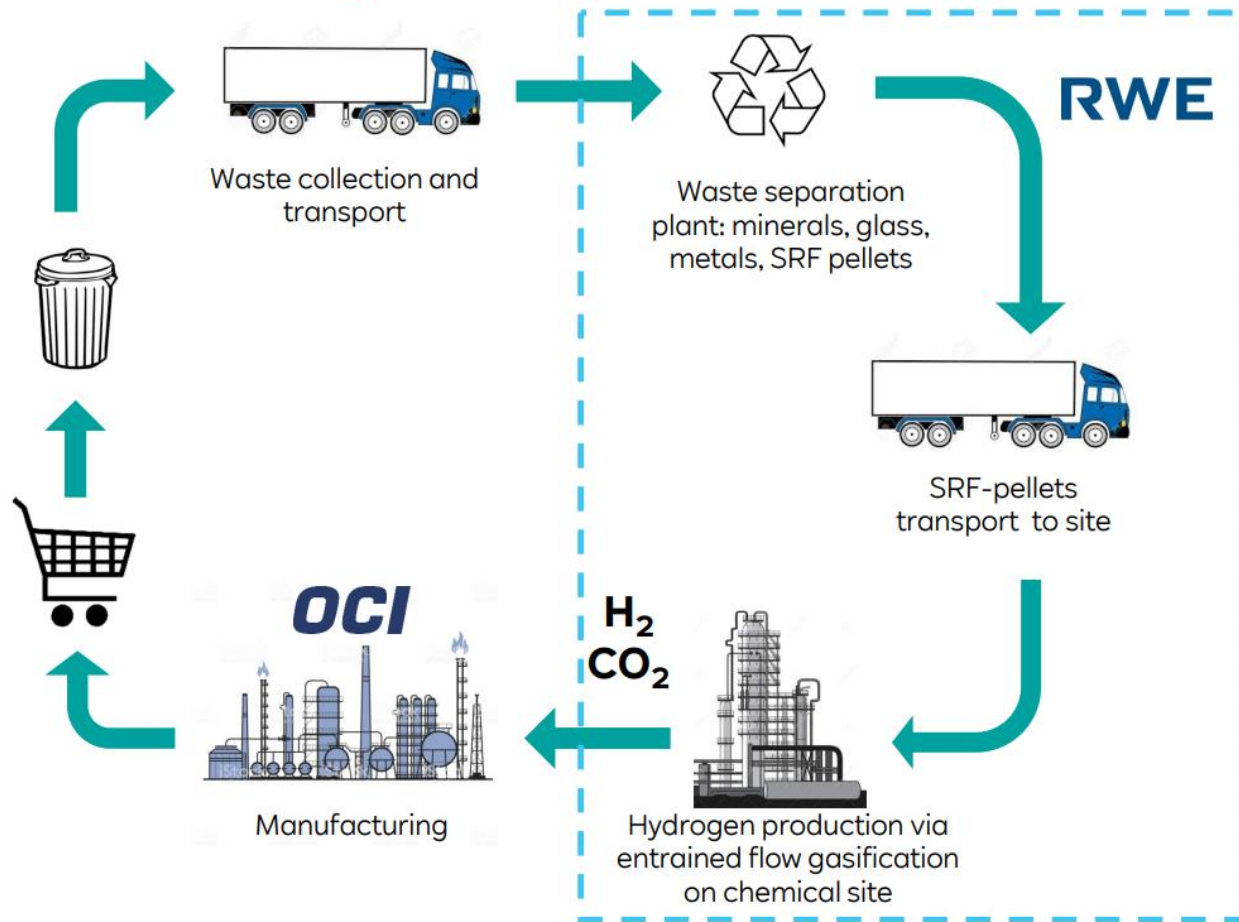 Waste collection and
transport
Waste separation
plant: minerals, glass,
metals, SRF pellets
RWE
SRF-pellets
transport to site
H₂
CO₂
Hydrogen production via
entrained flow gasification
on chemical site
OCI
Manufacturing